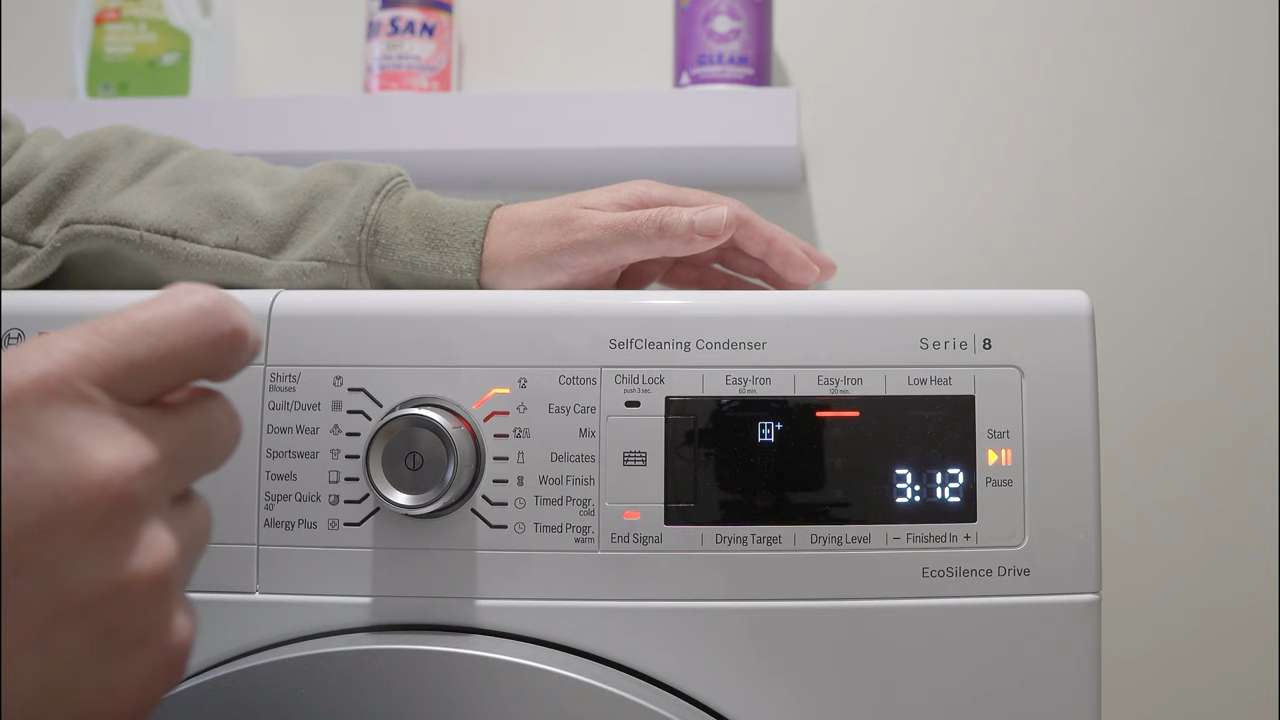 SAN
CLEAN
SelfCleaning Condenser
Serie 8
Shirts/
Blouses
Quilt/Duvet
Down Wear
Sportswear
Towels
Super Quick
40'
Allergy Plus
Cottons
Easy Care
Mix
Delicates
Wool Finish
Timed Progr.
cold
Timed Progr.
warm
Child Lock
push 3 sec.
Easy-Iron
60 min.
Easy-Iron
120 min.
Low Heat
3:12
Start
Pause
End Signal
Drying Target
Drying Level
− Finished In +
EcoSilence Drive